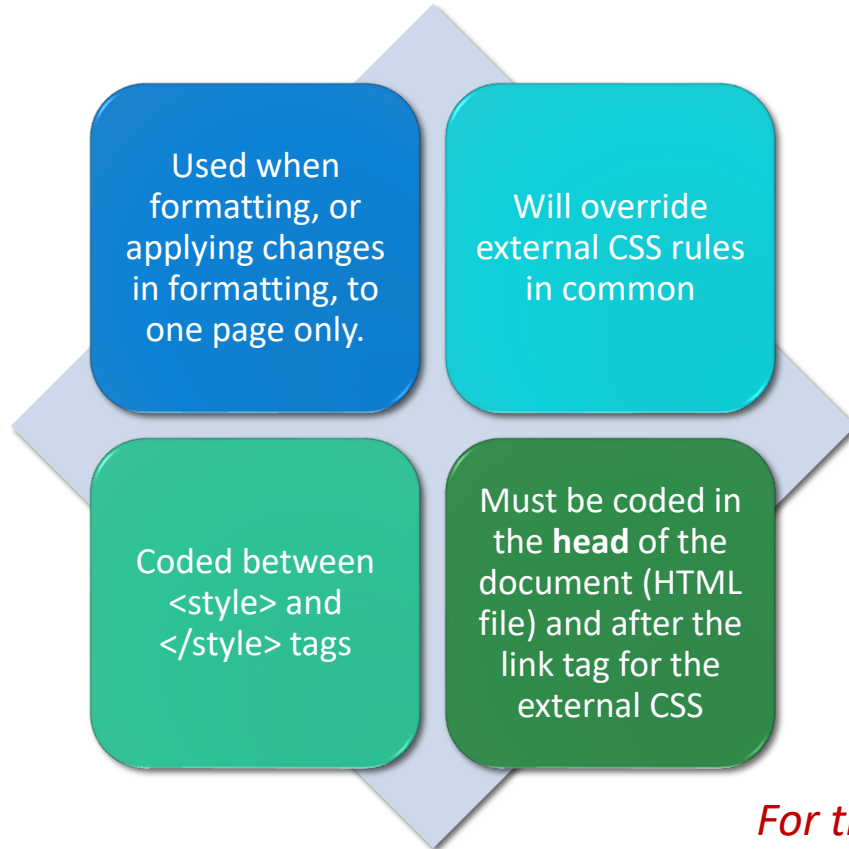 Used when
formatting, or
applying changes
in formatting, to
one page only.
Will override
external CSS rules
in common
Coded between
<style> and
</style> tags
Must be coded in
the head of the
document (HTML
file) and after the
link tag for the
external CSS
For